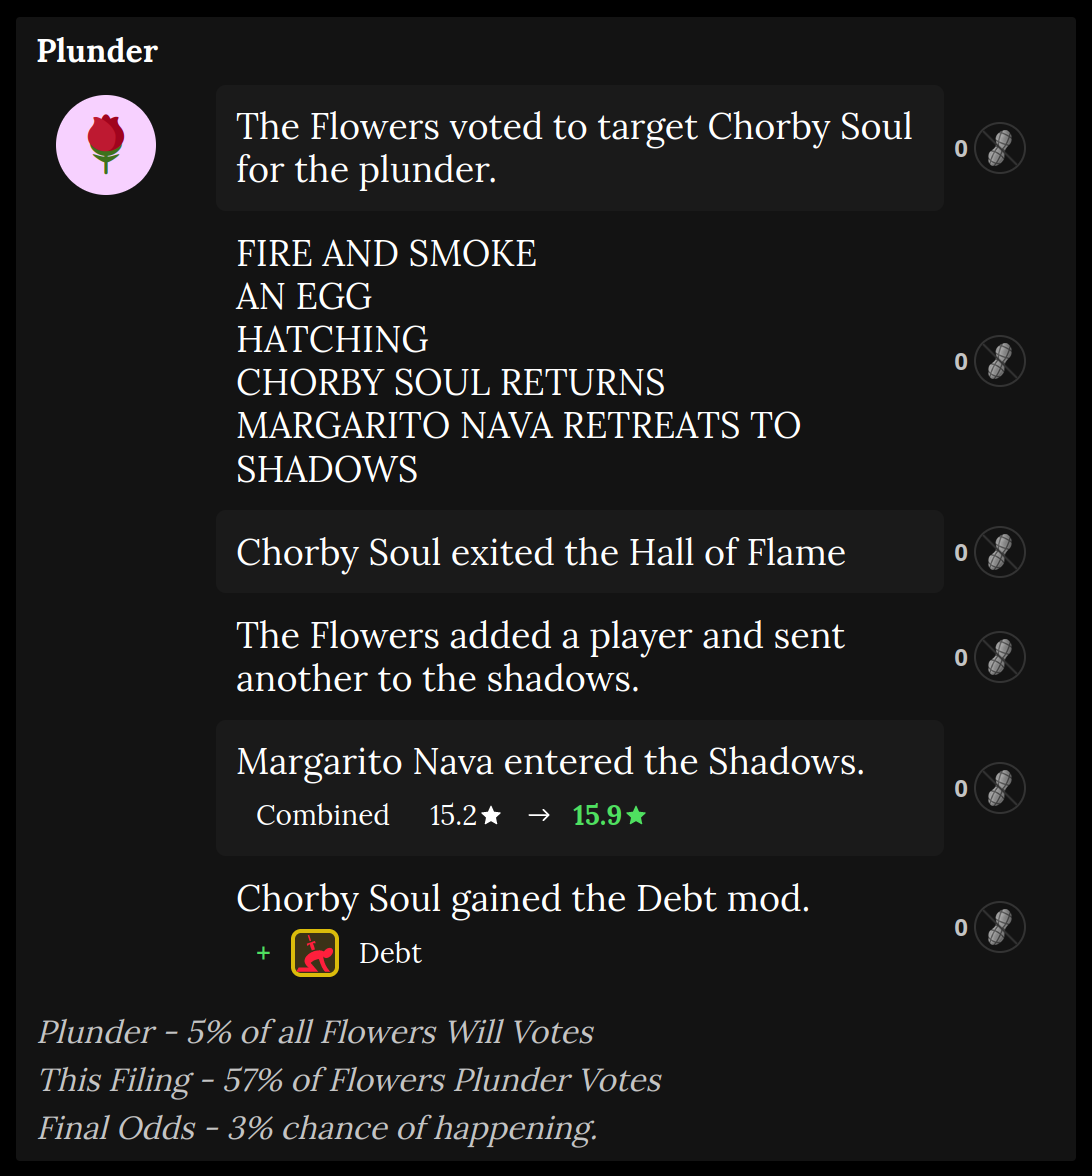 Plunder
The Flowers voted to target Chorby Soul
for the plunder.
0
FIRE AND SMOKE
AN EGG
HATCHING
CHORBY SOUL RETURNS
MARGARITO NAVA RETREATS TO
SHADOWS
0
Chorby Soul exited the Hall of Flame
0
The Flowers added a player and sent
another to the shadows.
0
Margarito Nava entered the Shadows.
Combined 15.2★ → 15.9★
0
Chorby Soul gained the Debt mod.
+ Debt
0
Plunder - 5% of all Flowers Will Votes
This Filing - 57% of Flowers Plunder Votes
Final Odds - 3% chance of happening.